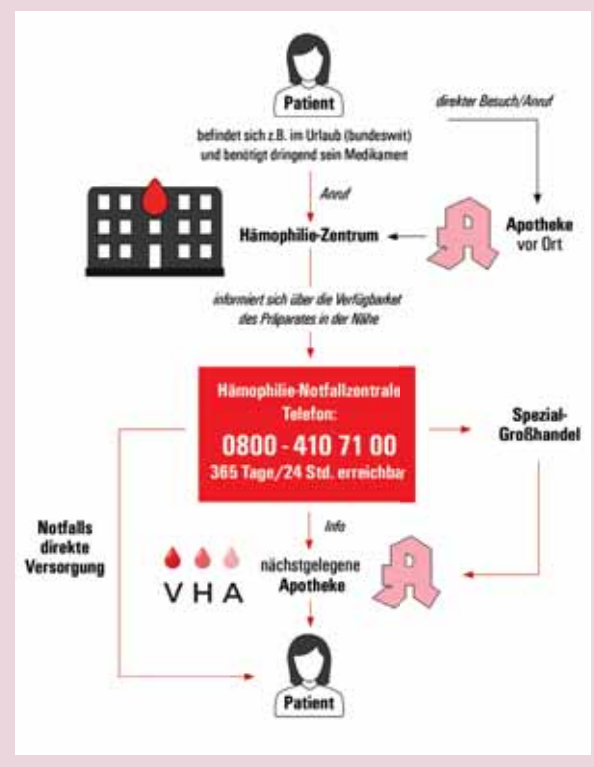 Patient
direkter Besuch/Anruf
befindet sich z.B. im Urlaub (bundesweit)
und benötigt dringend sein Medikament
Anruf
Hämophilie-Zentrum
Apotheke
vor Ort
informiert sich über die Verfügbarket
des Präparates in der Nähe
Hämophilie-Notfallzentrale
Telefon:
0800 - 410 71 00
365 Tage/24 Std. erreichbar
Spezial-
Großhandel
Notfalls
direkte
Versorgung
Info
nächstgelegene
Apotheke
V H A
Patient